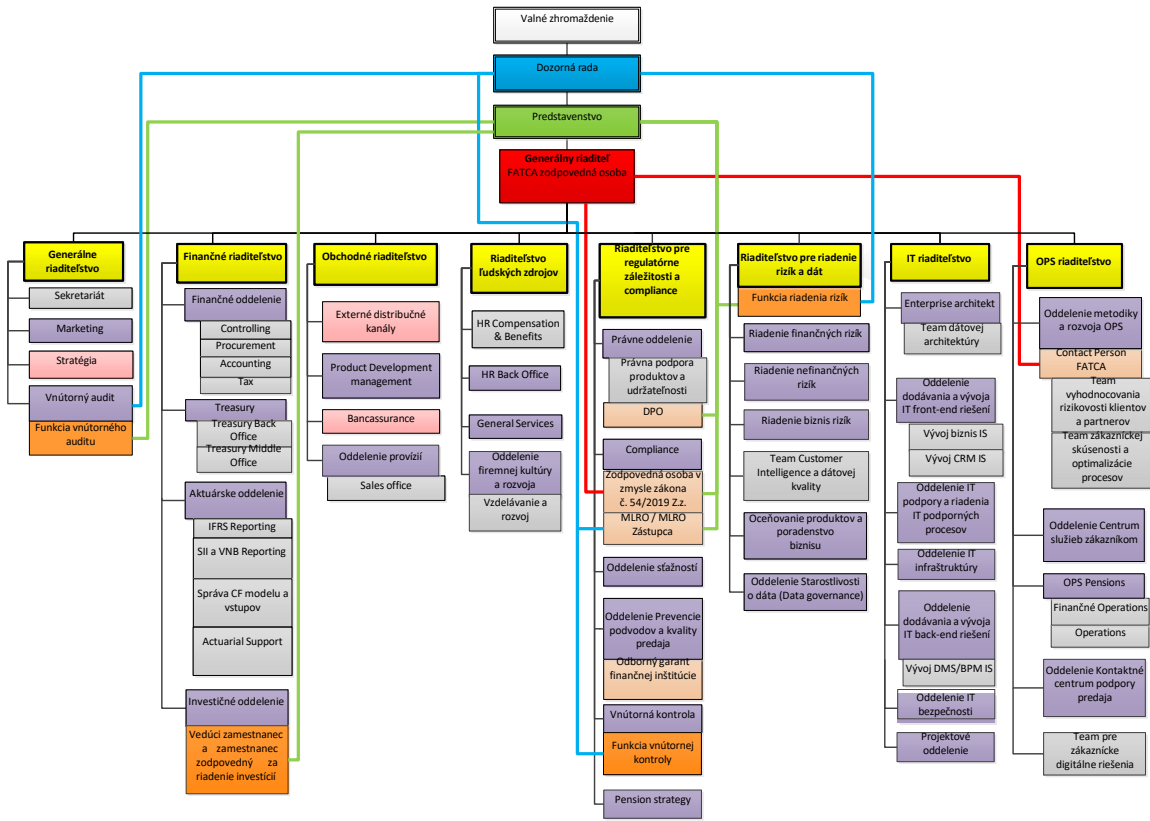 Valné zhromaždenie
Dozorná rada
Predstavenstvo
Generálny riaditeľ
FATCA zodpovedná osoba
Generálne
riaditeľstvo
Sekretariát
Marketing
Stratégia
Vnútorný audit
Funkcia vnútorného
auditu
Finančné riaditeľstvo
Finančné oddelenie
Controlling
Procurement
Accounting
Tax
Treasury
Treasury Back
Office
Treasury Middle
Office
Aktuárske oddelenie
IFRS Reporting
SII a VNB Reporting
Správa CF modelu a
vstupov
Actuarial Support
Investičné oddelenie
Vedúci zamestnanec
a zamestnanec
zodpovedný za
riadenie investícií
Obchodné riaditeľstvo
Externé distribučné
kanály
Product Development
management
Bancassurance
Oddelenie provízií
Sales office
Riaditeľstvo
ľudských zdrojov
HR Compensation
& Benefits
HR Back Office
General Services
Oddelenie
firemnej kultúry
a rozvoja
Vzdelávanie a
rozvoj
Riaditeľstvo pre
regulatórne
záležitosti a
compliance
Právne oddelenie
Právna podpora
produktov a
udržateľnosti
DPO
Compliance
Zodpovedná osoba v
zmysle zákona
č. 54/2019 Z.z.
MLRO / MLRO
Zástupca
Oddelenie sťažností
Oddelenie Prevencie
podvodov a kvality
predaja
Odborný garant
finančnej inštitúcie
Vnútorná kontrola
Funkcia vnútornej
kontroly
Pension strategy
Riaditeľstvo pre riadenie
rizík a dát
Funkcia riadenia rizík
Riadenie finančných rizík
Riadenie nefinančných
rizík
Riadenie biznis rizík
Team Customer
Intelligence a dátovej
kvality
Oceňovanie produktov a
poradenstvo
biznisu
Oddelenie Starostlivosti
o dáta (Data governance)
IT riaditeľstvo
Enterprise architekt
Team dátovej
architektúry
Oddelenie
dodávania a vývoja
IT front-end riešení
Vývoj biznis IS
Vývoj CRM IS
Oddelenie IT
podpory a riadenia
IT podporných
procesov
Oddelenie IT
infraštruktúry
Oddelenie
dodávania a vývoja
IT back-end riešení
Vývoj DMS/BPM IS
Oddelenie IT
bezpečnosti
Projektové
oddelenie
OPS riaditeľstvo
Oddelenie metodiky
a rozvoja OPS
Contact Person
FATCA
Team
vyhodnocovania
rizikovosti klientov
a partnerov
Team zákazníckej
skúsenosti a
optimalizácie
procesov
Oddelenie Centrum
služieb zákazníkom
OPS Pensions
Finančné Operations
Operations
Oddelenie Kontaktné
centrum podpory
predaja
Team pre
zákaznícke
digitálne riešenia